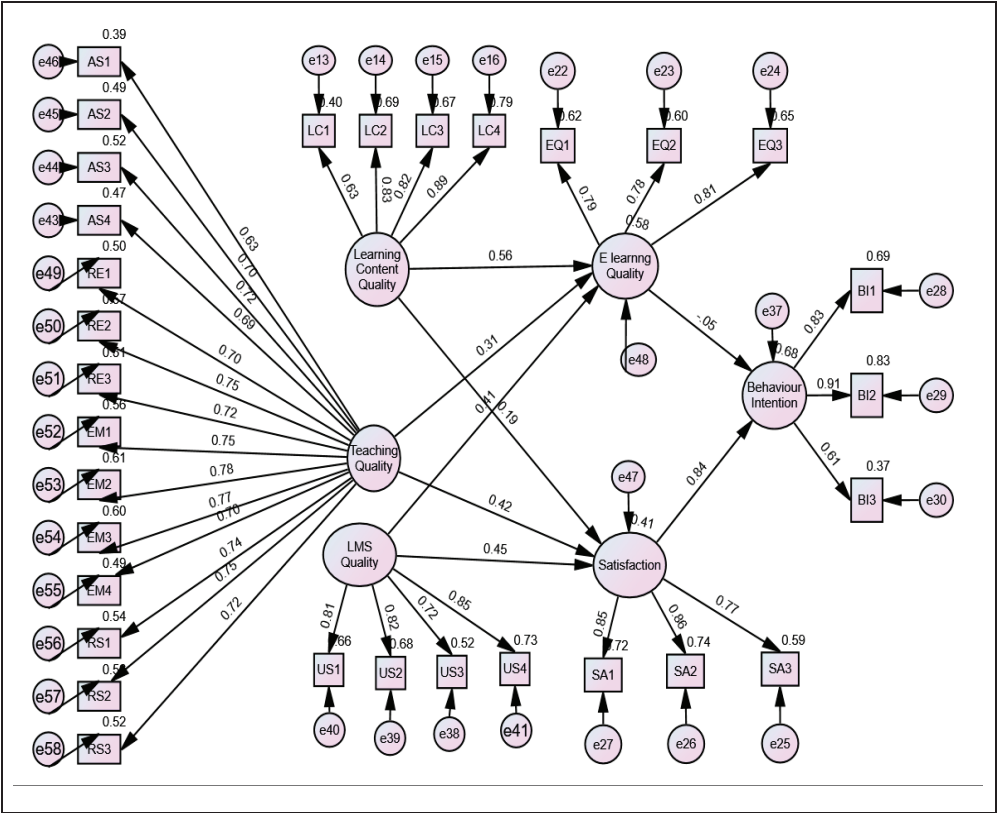 0.39
e46
AS1
0.49
e45
AS2
0.52
e44
AS3
0.47
e43
AS4
0.50
e49
RE1
e50
RE2
0.61
e51
RE3
0.56
e52
EM1
0.61
e53
EM2
0.60
e54
EM3
0.49
e55
EM4
0.54
e56
RS1
e57
RS2
0.52
e58
RS3
0.63
0.70
0.72
0.69
0.70
0.75
0.72
0.75
0.78
0.77
0.70
0.74
0.75
0.72
Teaching
Quality
e13
e14
e15
e16
0.40
0.69
0.67
0.79
LC1
LC2
LC3
LC4
0.63
0.83
0.82
0.89
Learning
Content
Quality
e22
e23
e24
0.62
0.60
0.65
EQ1
EQ2
EQ3
0.79
0.78
0.81
0.58
E learnng
Quality
0.56
0.31
0.41
0.19
e48
-.05
e37
0.68
Behaviour
Intention
0.83
0.91
0.61
0.69
BI1
e28
0.83
BI2
e29
0.37
BI3
e30
0.84
e47
0.41
0.42
0.45
Satisfaction
LMS
Quality
0.81
0.82
0.72
0.85
0.66
0.68
0.52
0.73
US1
US2
US3
US4
e40
e39
e38
e41
0.85
0.86
0.77
0.72
0.74
0.59
SA1
SA2
SA3
e27
e26
e25